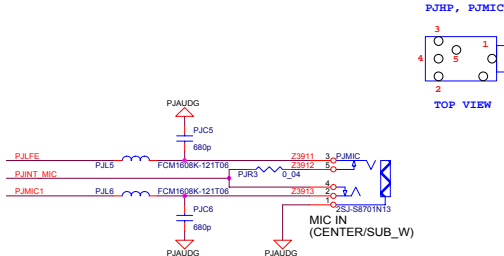 PJHP, PJMIC
3
1
4
5
2
TOP VIEW
PJAUDG
PJC5
680p
PJLFE
PJL5
FCM1608K-121T06
Z3911
3
PJMIC
Z3912
5
PJINT_MIC
PJR3
0_04
4
PJMIC1
PJL6
FCM1608K-121T06
Z3913
2
1
2SJ-S8701N13
PJC6
680p
MIC IN
(CENTER/SUB_W)
PJAUDG
PJAUDG